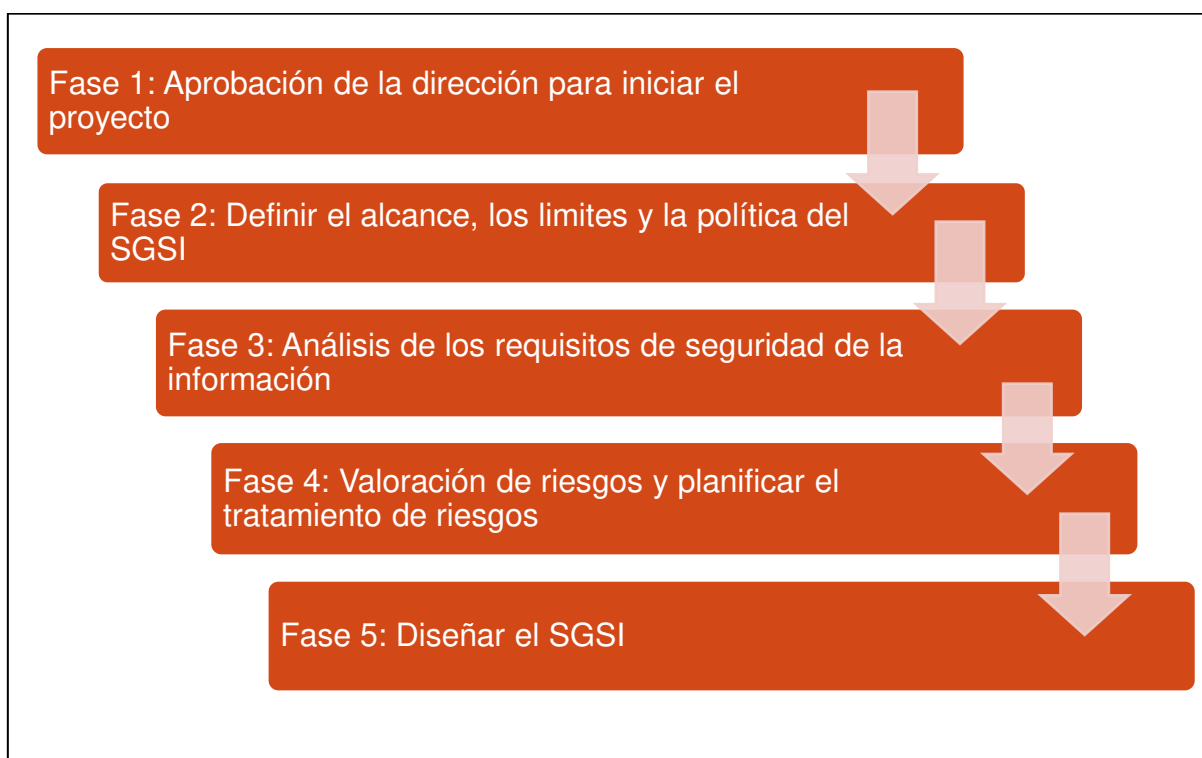 Fase 1: Aprobación de la dirección para iniciar el
proyecto
Fase 2: Definir el alcance, los limites y la política del
SGSI
Fase 3: Análisis de los requisitos de seguridad de la
información
Fase 4: Valoración de riesgos y planificar el
tratamiento de riesgos
Fase 5: Diseñar el SGSI